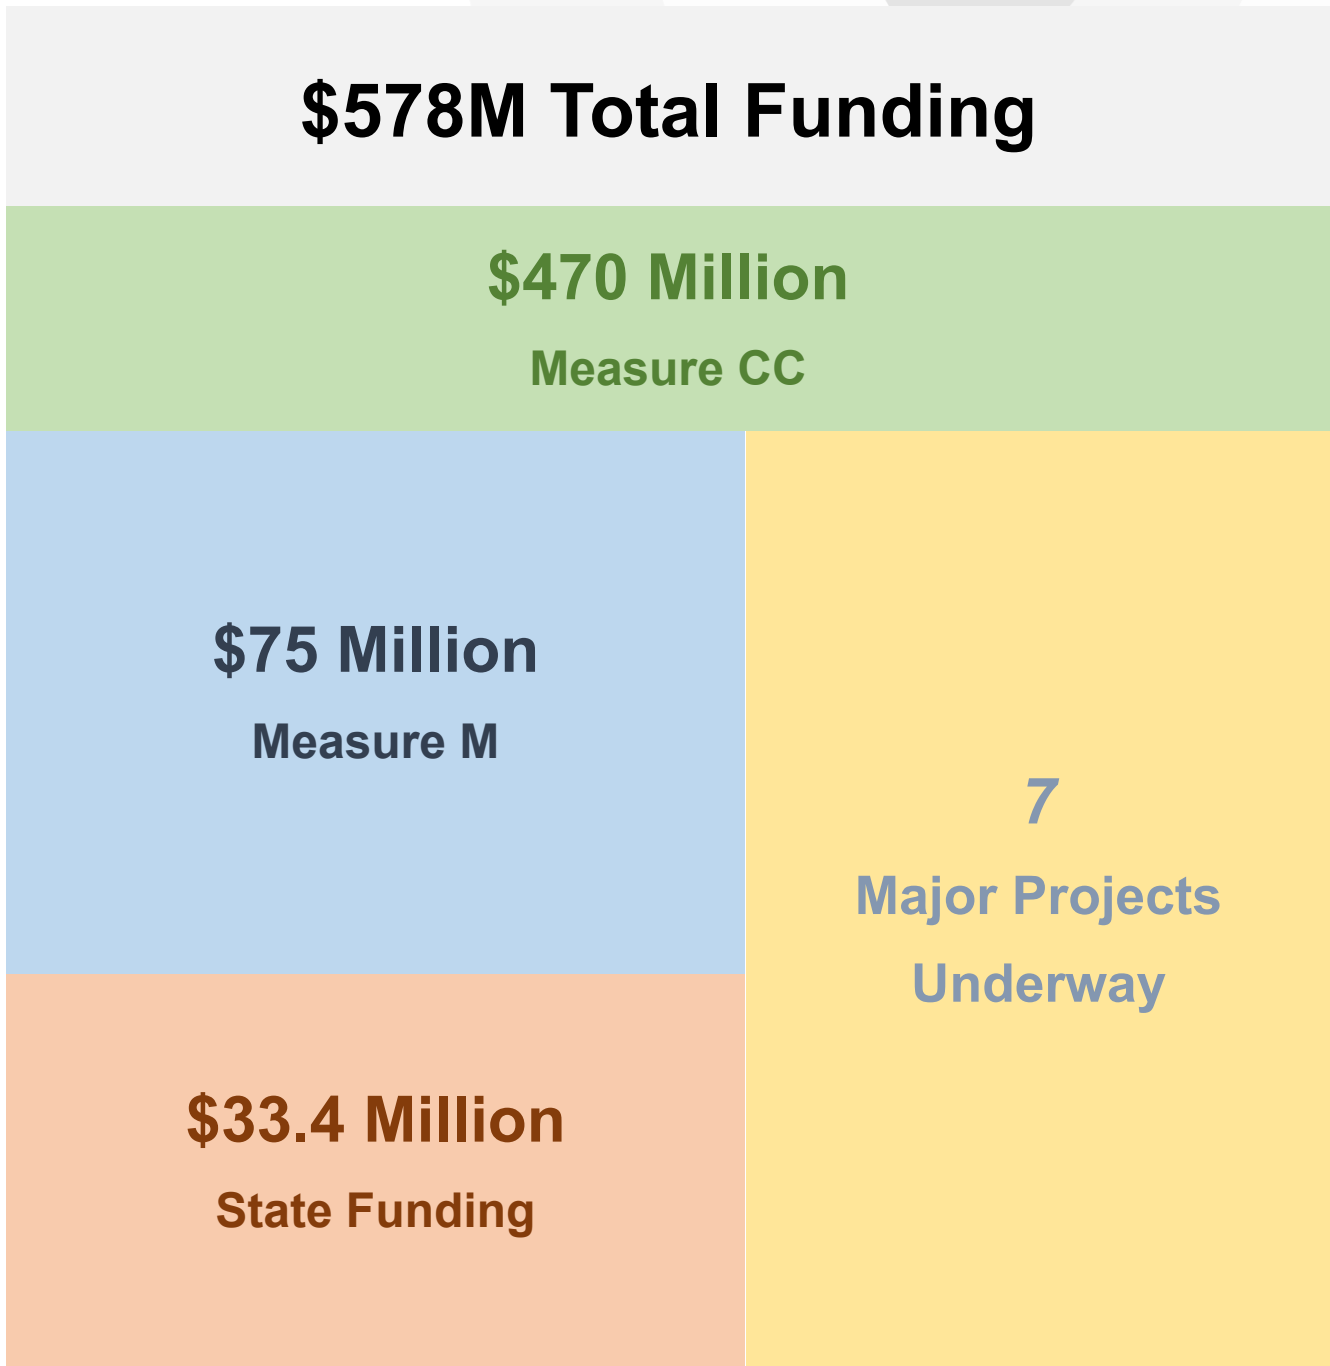 $578M Total Funding
$470 Million
Measure CC
$75 Million
Measure M
$33.4 Million
State Funding
7
Major Projects
Underway